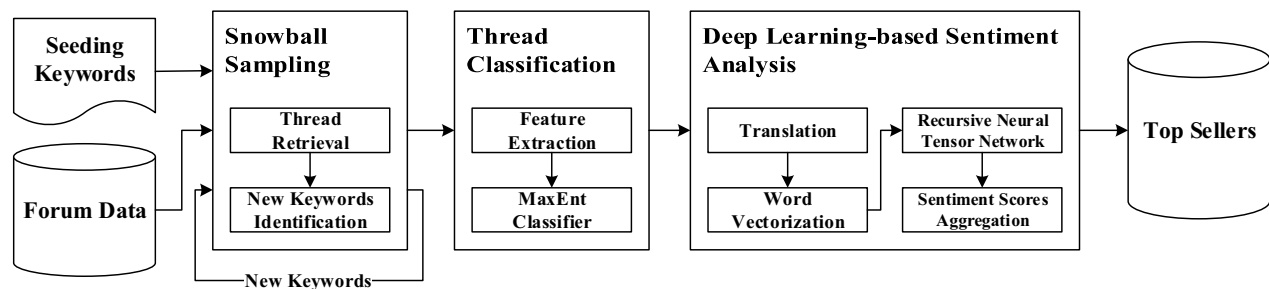 Seeding
Keywords
Forum Data
Snowball
Sampling
Thread
Retrieval
New Keywords
Identification
New Keywords
Thread
Classification
Feature
Extraction
MaxEnt
Classifier
Deep Learning-based Sentiment
Analysis
Translation
Word
Vectorization
Recursive Neural
Tensor Network
Sentiment Scores
Aggregation
Top Sellers